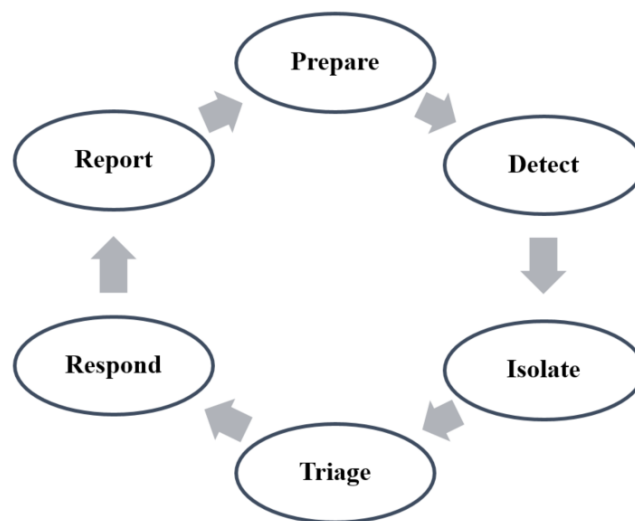 Prepare
Detect
Isolate
Triage
Respond
Report